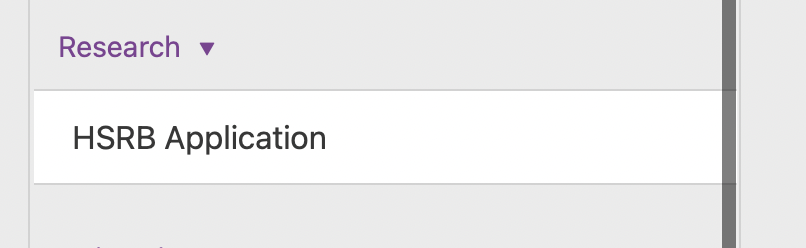 Research ▼
HSRB Application